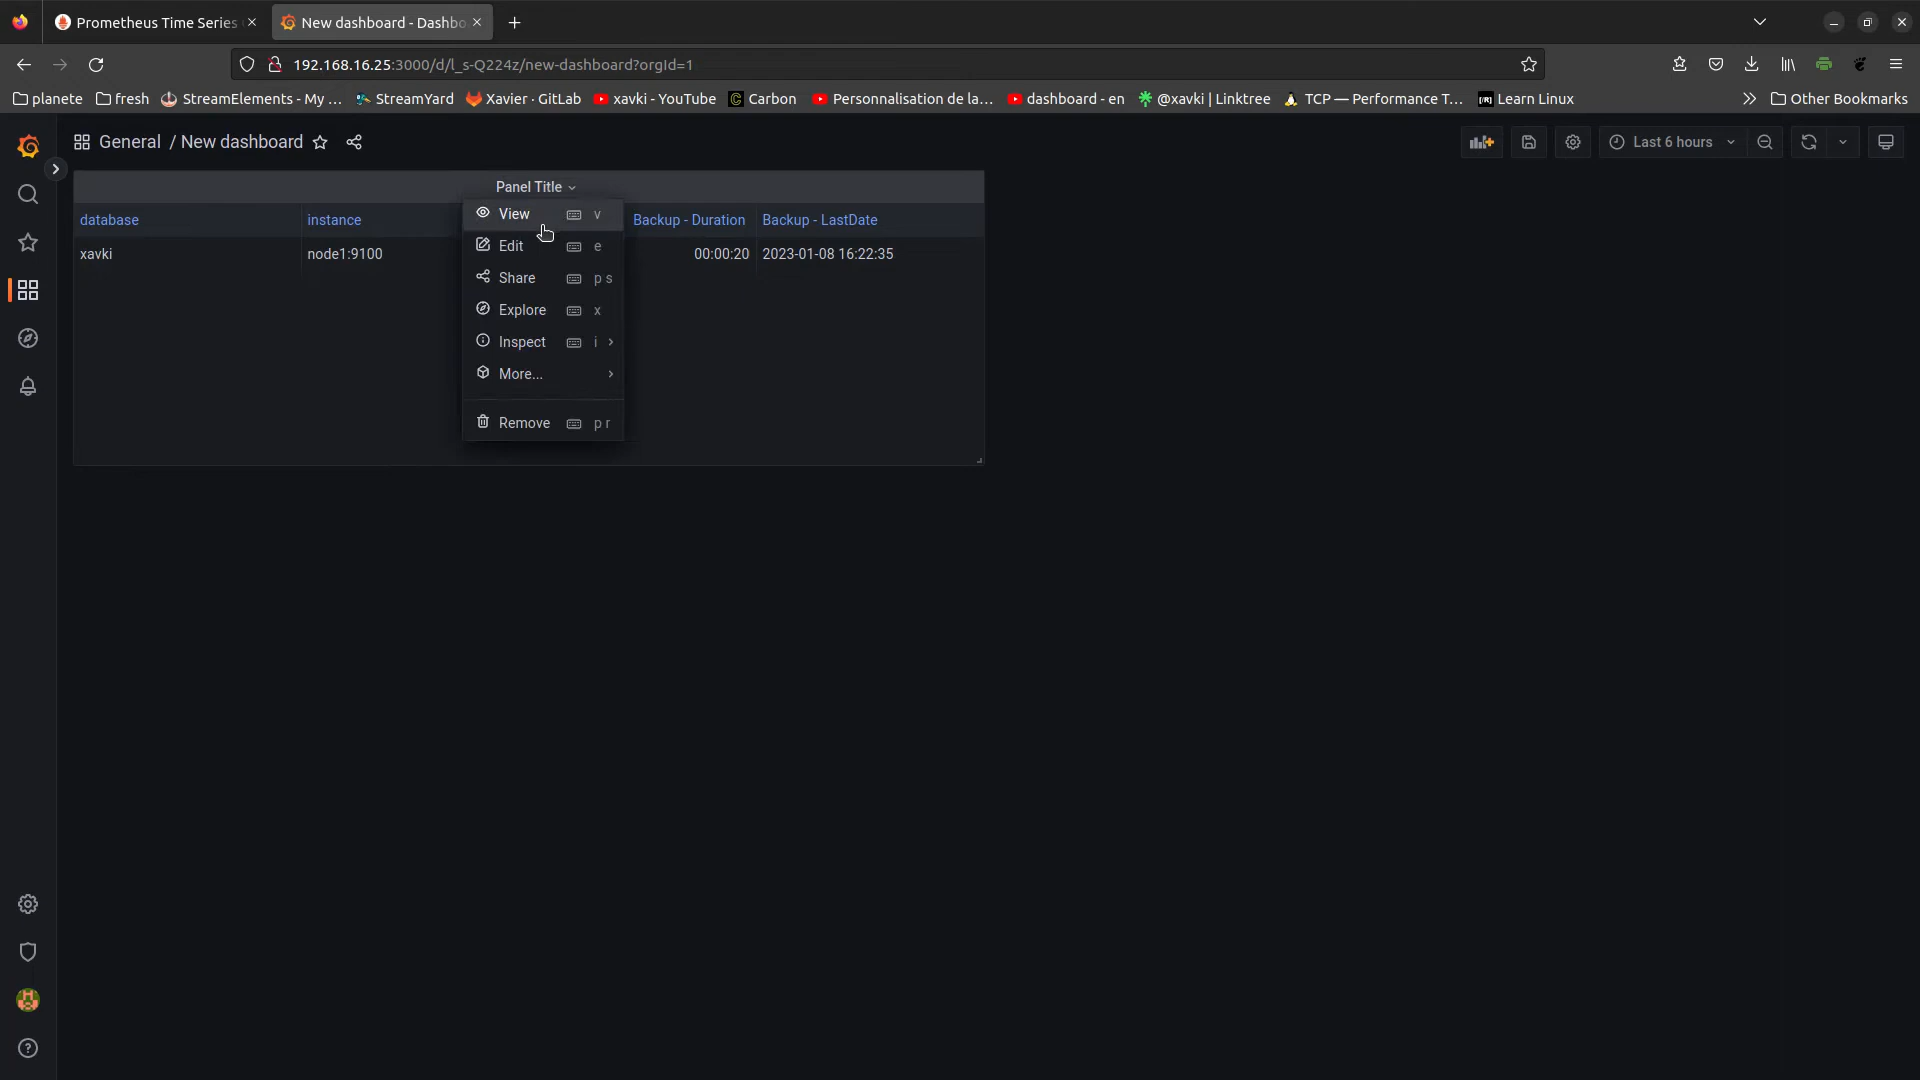 Prometheus Time Series
New dashboard - Dashbo
192.168.16.25:3000/d/l_s-Q224z/new-dashboard?orgId=1
planete fresh StreamElements - My ... StreamYard Xavier · GitLab xavki - YouTube Carbon Personnalisation de la... dashboard - en @xavki | Linktree TCP — Performance T... Learn Linux Other Bookmarks
General / New dashboard Last 6 hours
Panel Title
database instance Backup - Duration Backup - LastDate
xavki node1:9100 00:00:20 2023-01-08 16:22:35
View v
Edit e
Share p s
Explore x
Inspect i
More...
Remove p r